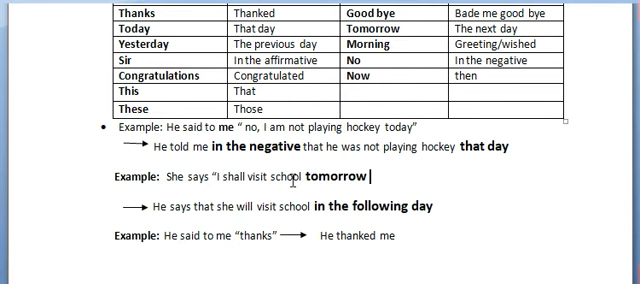 Thanks Thanked Good bye Bade me good bye
Today That day Tomorrow The next day
Yesterday The previous day Morning Greeting/wished
Sir In the affirmative No In the negative
Congratulations Congratulated Now then
This That
These Those
• Example: He said to me " no, I am not playing hockey today"
He told me in the negative that he was not playing hockey that day
Example: She says "I shall visit school tomorrow
He says that she will visit school in the following day
Example: He said to me "thanks" He thanked me